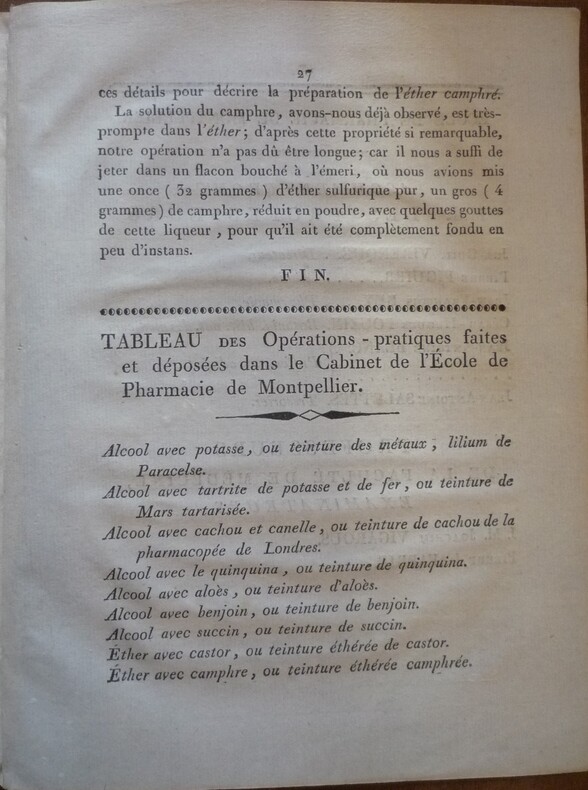 27
ces détails pour décrire la préparation de l'éther camphré.
La solution du camphre, avons-nous déjà observé, est très-
prompte dans l'éther; d'après cette propriété si remarquable,
notre opération n'a pas dû être longue; car il nous a suffi de
jeter dans un flacon bouché à l'émeri, où nous avions mis
une once ( 32 grammes ) d'éther sulfurique pur, un gros ( 4
grammes ) de camphre, réduit en poudre, avec quelques gouttes
de cette liqueur, pour qu'il ait été complètement fondu en
peu d'instans.
FIN.
TABLEAU DES Opérations-pratiques faites
et déposées dans le Cabinet de l'École de
Pharmacie de Montpellier.
Alcool avec potasse, ou teinture des métaux, lilium de
Paracelse.
Alcool avec tartrite de potasse et de fer, ou teinture de
Mars tartarisée.
Alcool avec cachou et canelle, ou teinture de cachou de la
pharmacopée de Londres.
Alcool avec le quinquina, ou teinture de quinquina.
Alcool avec aloès, ou teinture d'aloès.
Alcool avec benjoin, ou teinture de benjoin.
Alcool avec succin, ou teinture de succin.
Éther avec castor, ou teinture éthérée de castor.
Éther avec camphre, ou teinture éthérée camphrée.